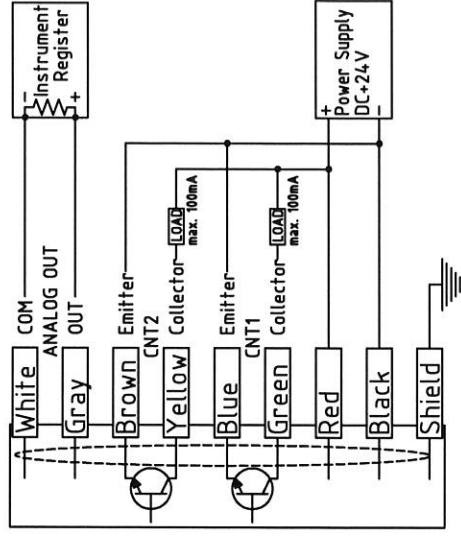 White
COM
ANALOG OUT
Gray
OUT
- Instrument
Register
+
Brown
Emitter
CNT2
Yellow
Collector
LOAD
max. 100mA
Blue
Emitter
CNT1
Green
Collector
LOAD
max. 100mA
Red
+
Power Supply
DC+24V
-
Black
Shield